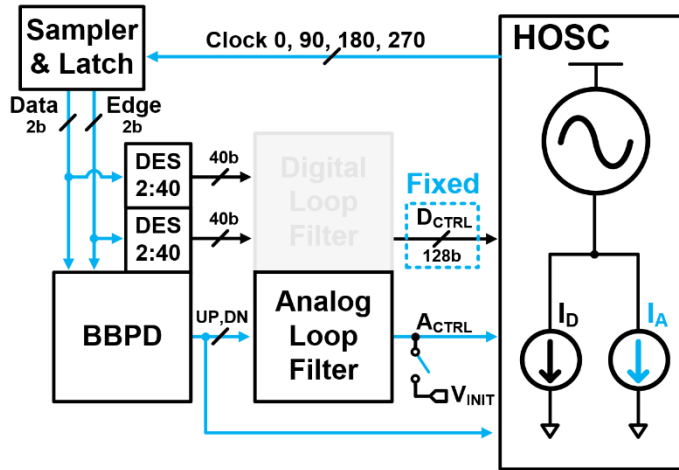 Sampler
& Latch
Clock 0, 90, 180, 270
HOSC
Data
2b
Edge
2b
DES
2:40
40b
DES
2:40
40b
Digital
Loop
Filter
Fixed
DCTRL
128b
BBPD
UP,DN
Analog
Loop
Filter
ACTRL
VINIT
ID
IA